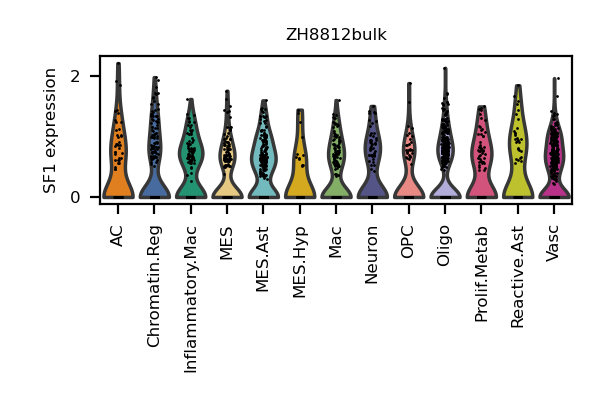 ZH8812bulk
SF1 expression
2
0
AC
Chromatin.Reg
Inflammatory.Mac
MES
MES.Ast
MES.Hyp
Mac
Neuron
OPC
Oligo
Prolif.Metab
Reactive.Ast
Vasc